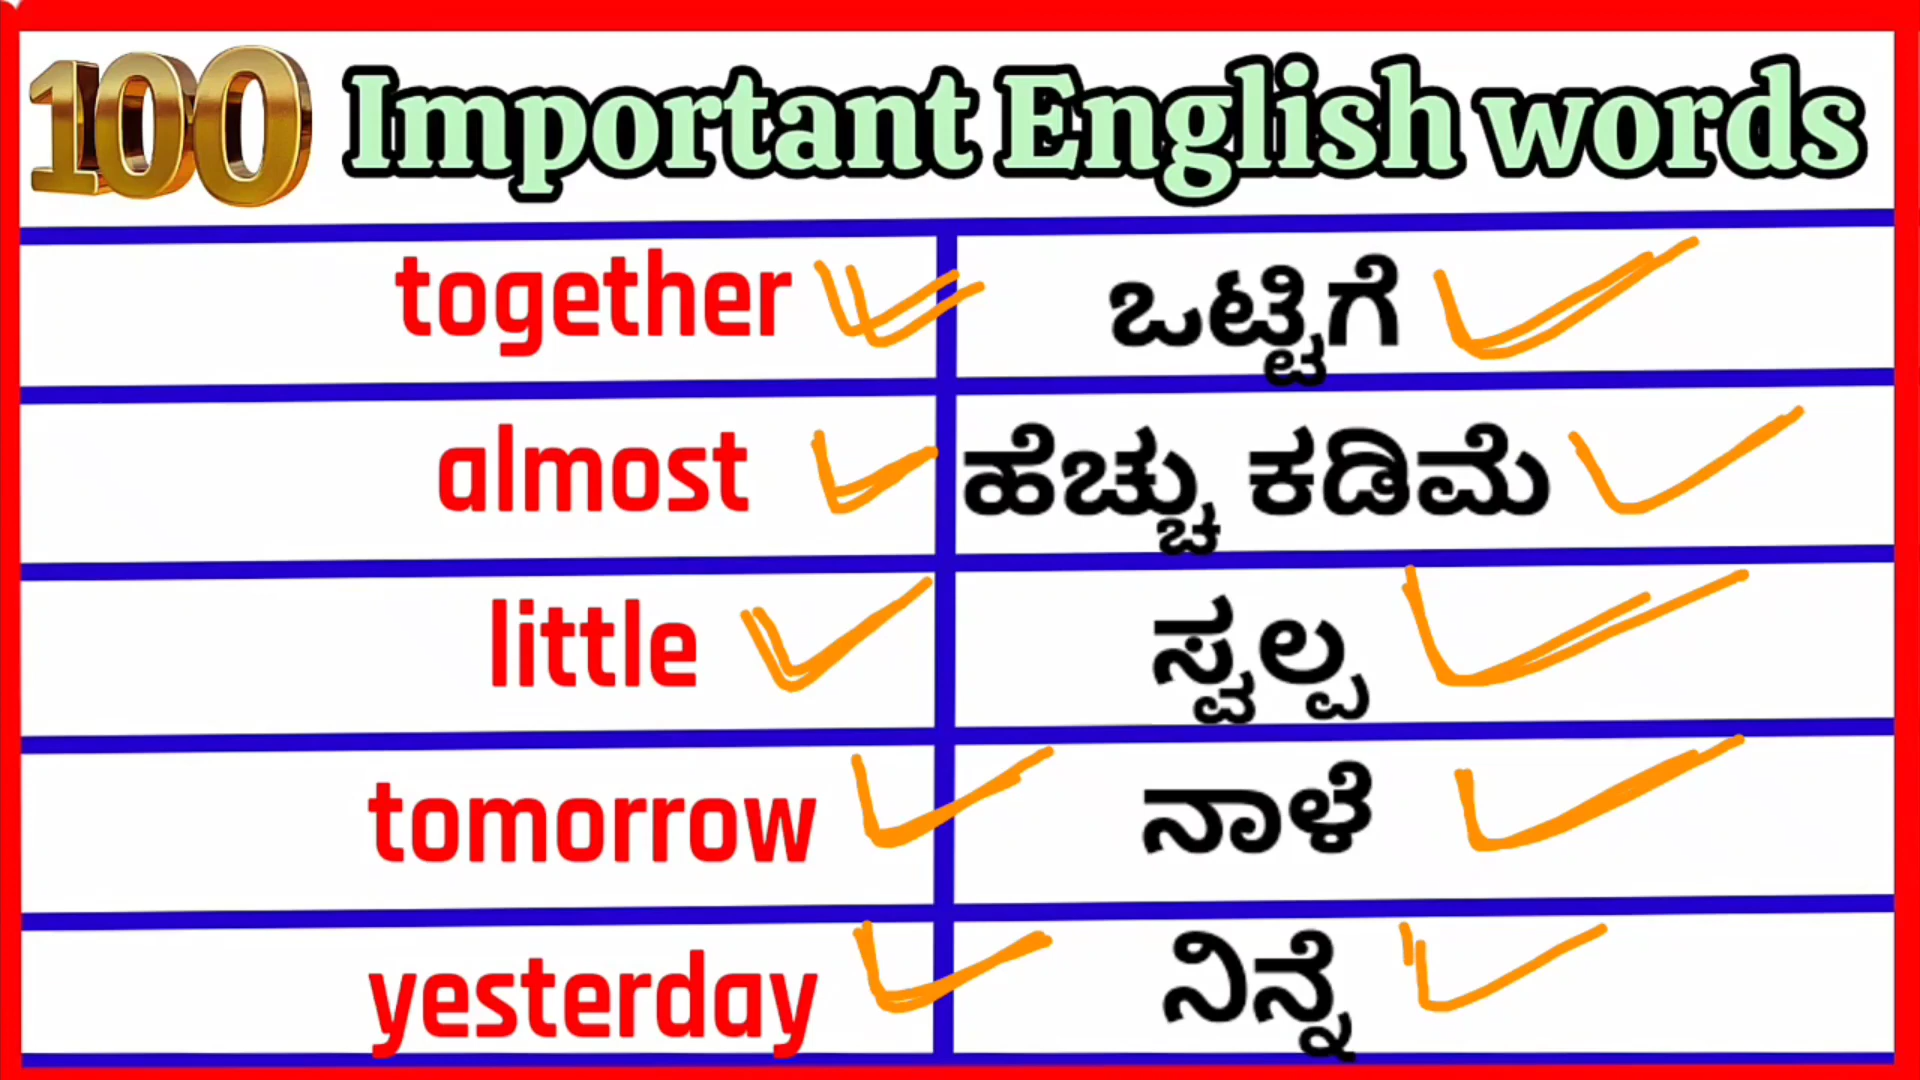 100 Important English words
together ಒಟ್ಟಿಗೆ
almost ಹೆಚ್ಚು ಕಡಿಮೆ
little ಸ್ವಲ್ಪ
tomorrow ನಾಳೆ
yesterday ನಿನ್ನೆ